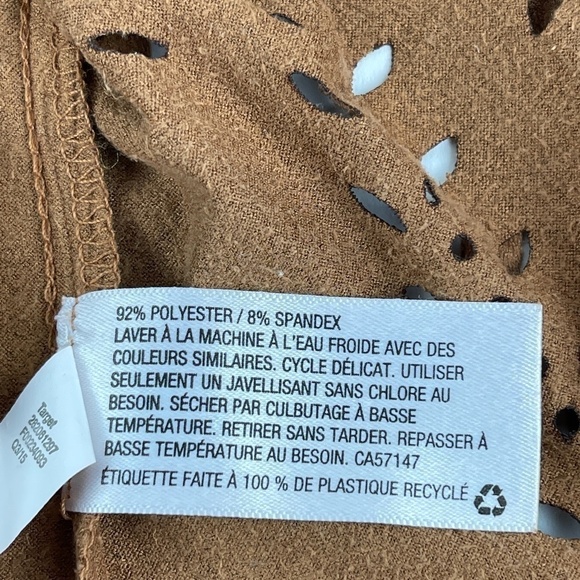 92% POLYESTER / 8% SPANDEX
LAVER À LA MACHINE À L'EAU FROIDE AVEC DES
COULEURS SIMILAIRES. CYCLE DÉLICAT. UTILISER
SEULEMENT UN JAVELLISANT SANS CHLORE AU
BESOIN. SÉCHER PAR CULBUTAGE À BASSE
TEMPÉRATURE. RETIRER SANS TARDER. REPASSER À
BASSE TEMPÉRATURE AU BESOIN. CA57147
ÉTIQUETTE FAITE À 100 % DE PLASTIQUE RECYCLÉ
Target